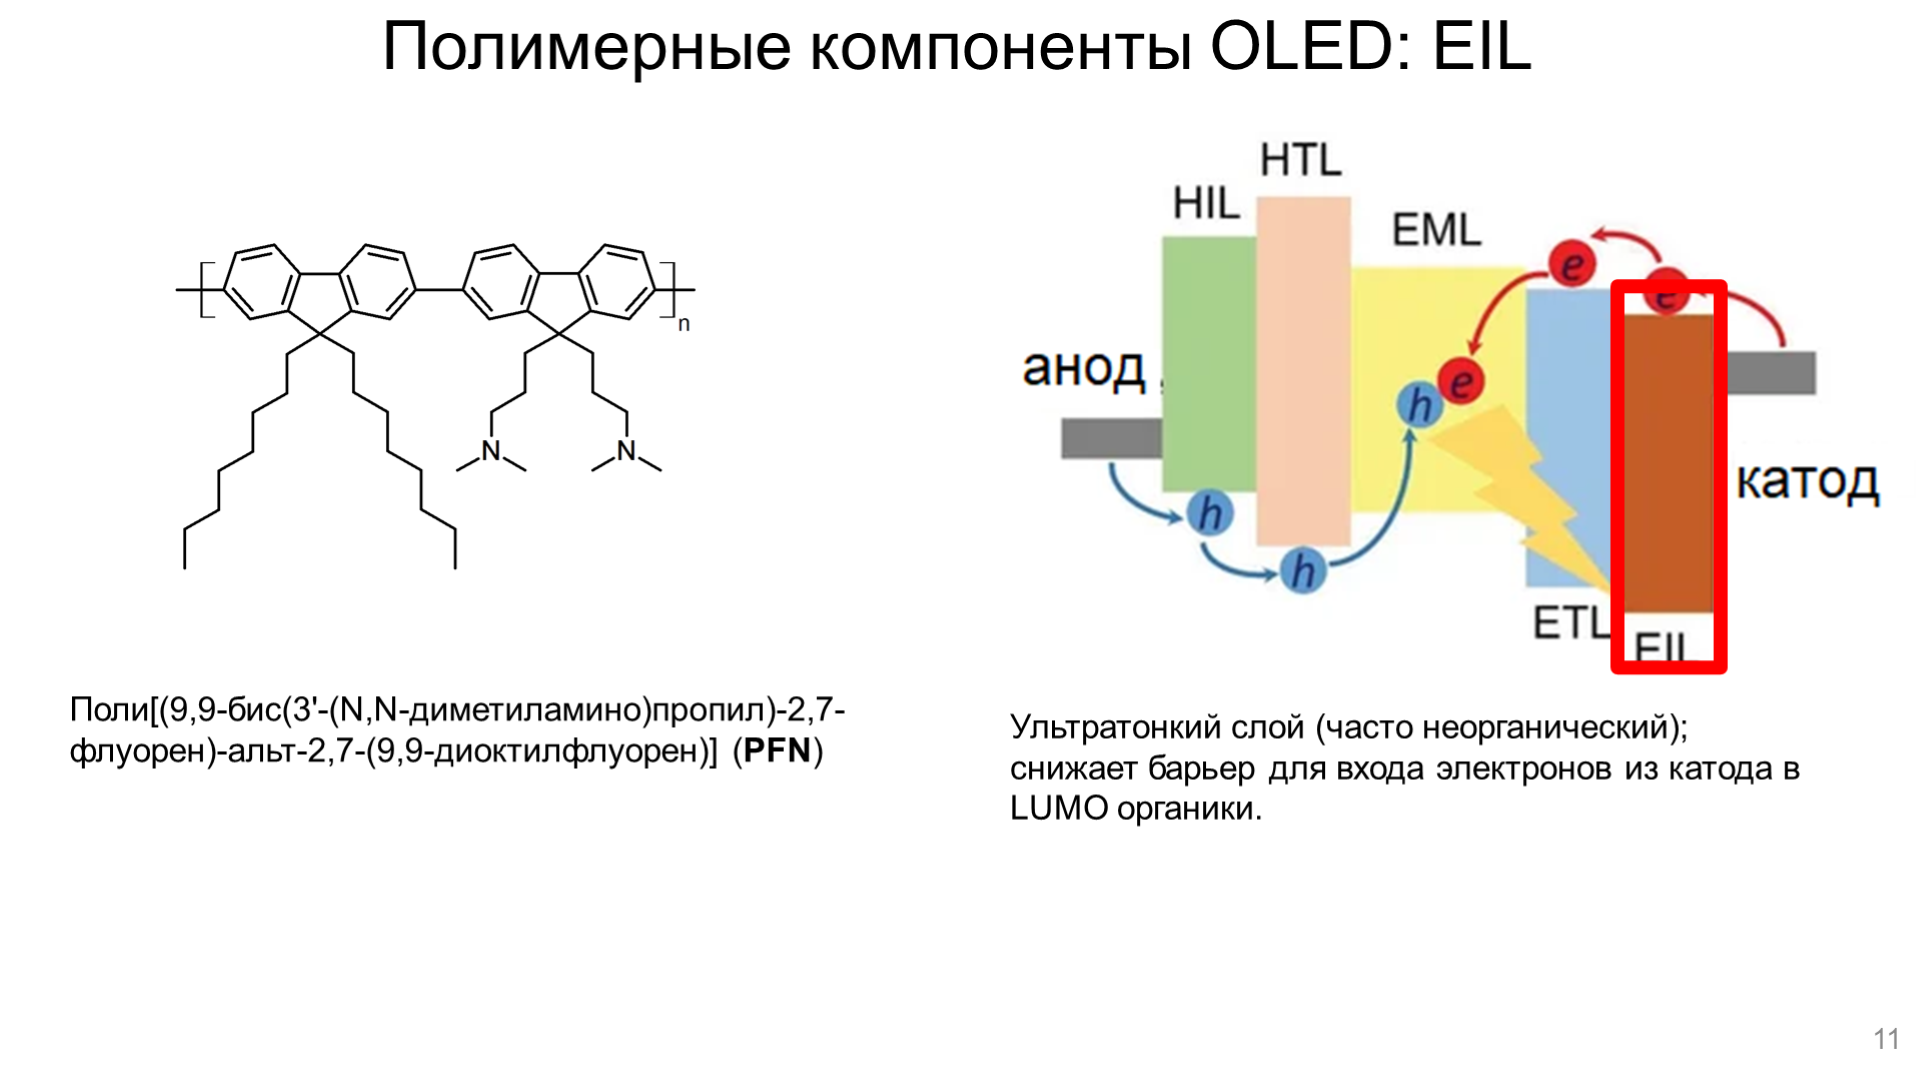 Полимерные компоненты OLED: EIL
n
N
N
Поли[(9,9-бис(3'-(N,N-диметиламино)пропил)-2,7-
флуорен)-альт-2,7-(9,9-диоктилфлуорен)] (PFN)
HTL
HIL
EML
e
e
анод
e
h
h
h
катод
ETL
EIL
Ультратонкий слой (часто неорганический);
снижает барьер для входа электронов из катода в
LUMO органики.
11